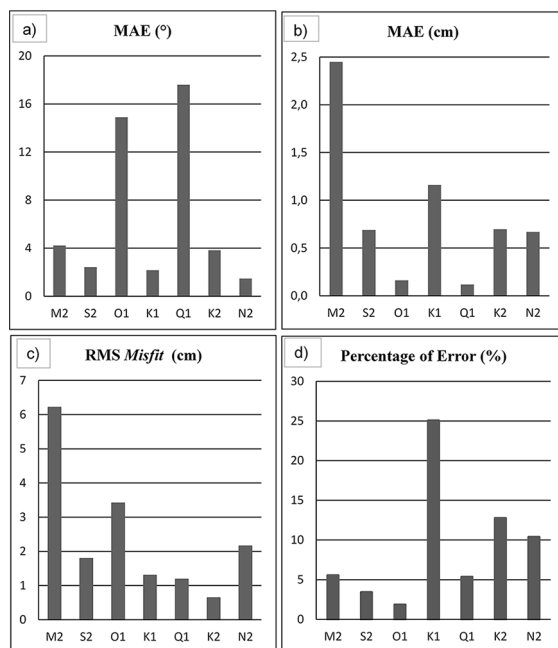 a)
MAE (°)
20
16
12
8
4
0
M2 S2 O1 K1 Q1 K2 N2
b)
MAE (cm)
2,5
2,0
1,5
1,0
0,5
0,0
M2 S2 O1 K1 Q1 K2 N2
c)
RMS Misfit (cm)
7
6
5
4
3
2
1
0
M2 S2 O1 K1 Q1 K2 N2
d)
Percentage of Error (%)
30
25
20
15
10
5
0
M2 S2 O1 K1 Q1 K2 N2